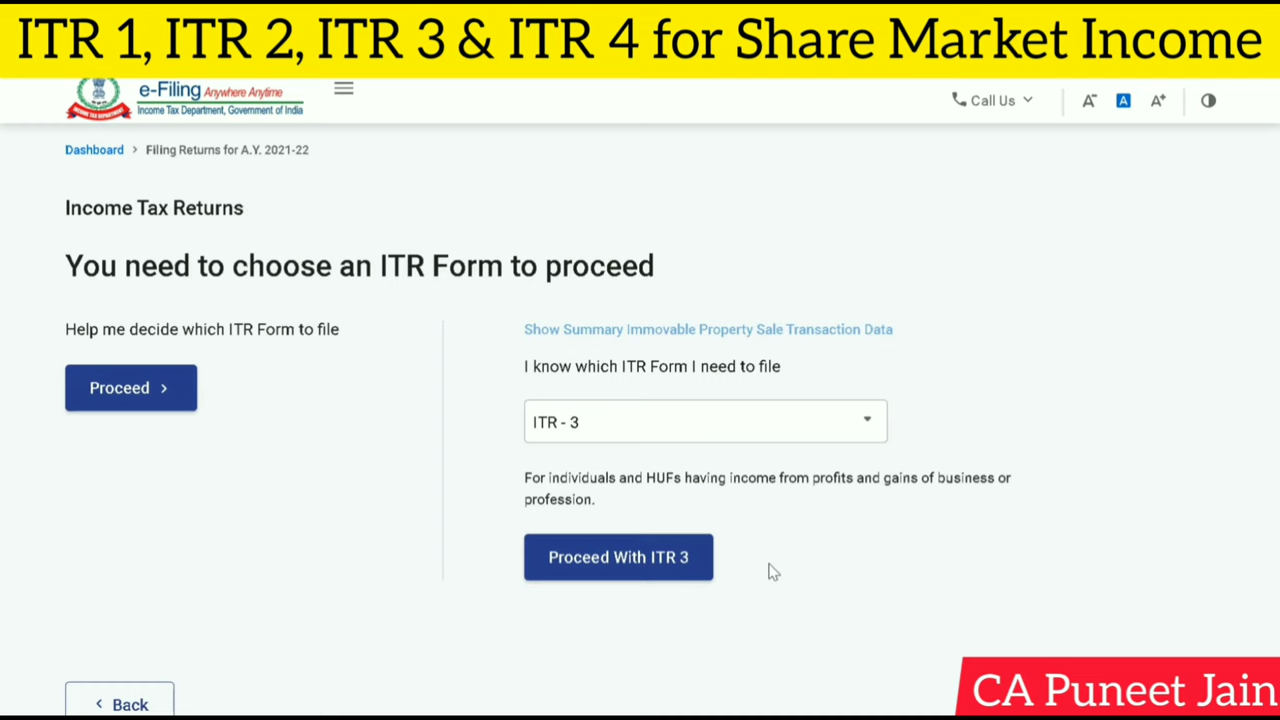 ITR 1, ITR 2, ITR 3 & ITR 4 for Share Market Income
e-Filing Anywhere Anytime
Income Tax Department, Government of India
Call Us
A- A A+
Dashboard > Filing Returns for A.Y. 2021-22
Income Tax Returns
You need to choose an ITR Form to proceed
Help me decide which ITR Form to file
Proceed >
Show Summary Immovable Property Sale Transaction Data
I know which ITR Form I need to file
ITR - 3
For individuals and HUFs having income from profits and gains of business or
profession.
Proceed With ITR 3
< Back
CA Puneet Jain